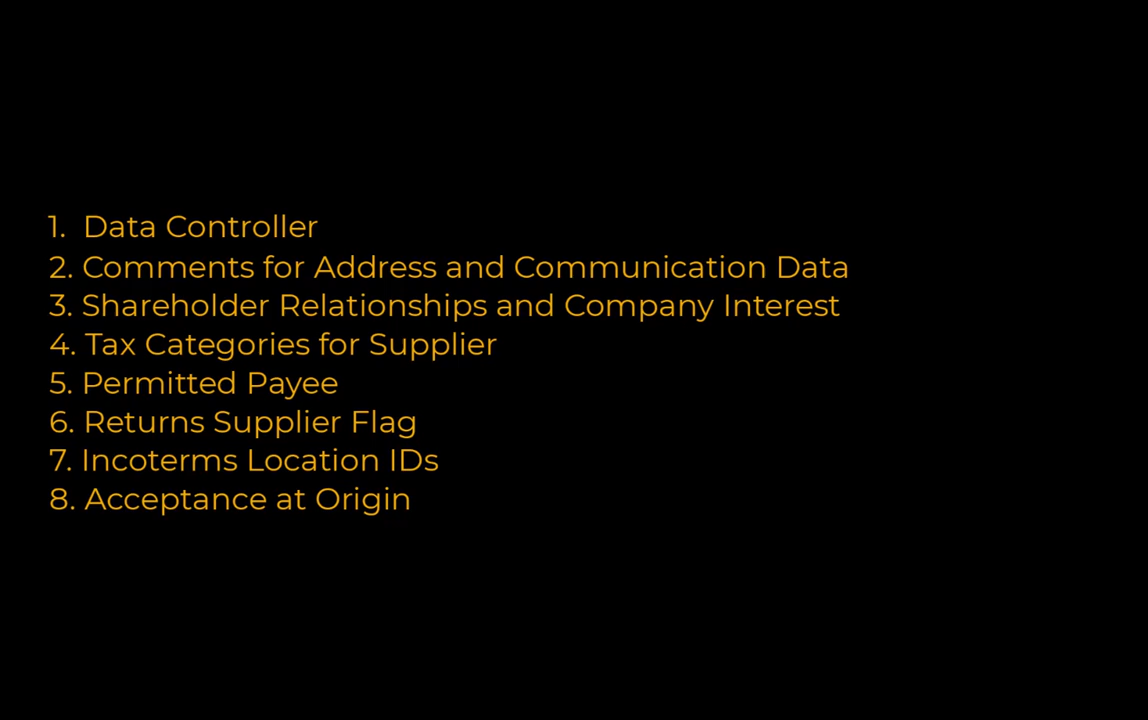 1. Data Controller
2. Comments for Address and Communication Data
3. Shareholder Relationships and Company Interest
4. Tax Categories for Supplier
5. Permitted Payee
6. Returns Supplier Flag
7. Incoterms Location IDs
8. Acceptance at Origin